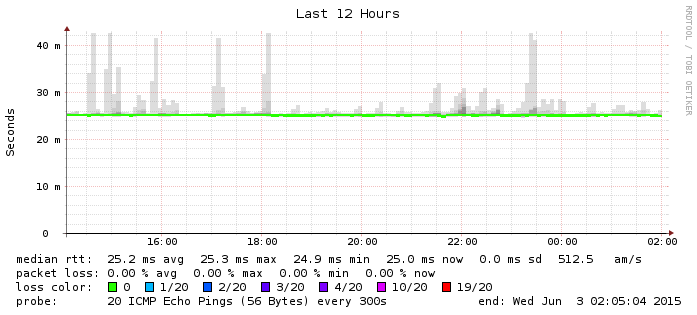 Last 12 Hours
RRDTOOL / TOBI OETIKER
Seconds
40 m
30 m
20 m
10 m
0
16:00 18:00 20:00 22:00 00:00 02:00
median rtt: 25.2 ms avg 25.3 ms max 24.9 ms min 25.0 ms now 0.0 ms sd 512.5 am/s
packet loss: 0.00 % avg 0.00 % max 0.00 % min 0.00 % now
loss color: 0 1/20 2/20 3/20 4/20 10/20 19/20
probe: 20 ICMP Echo Pings (56 Bytes) every 300s end: Wed Jun 3 02:05:04 2015